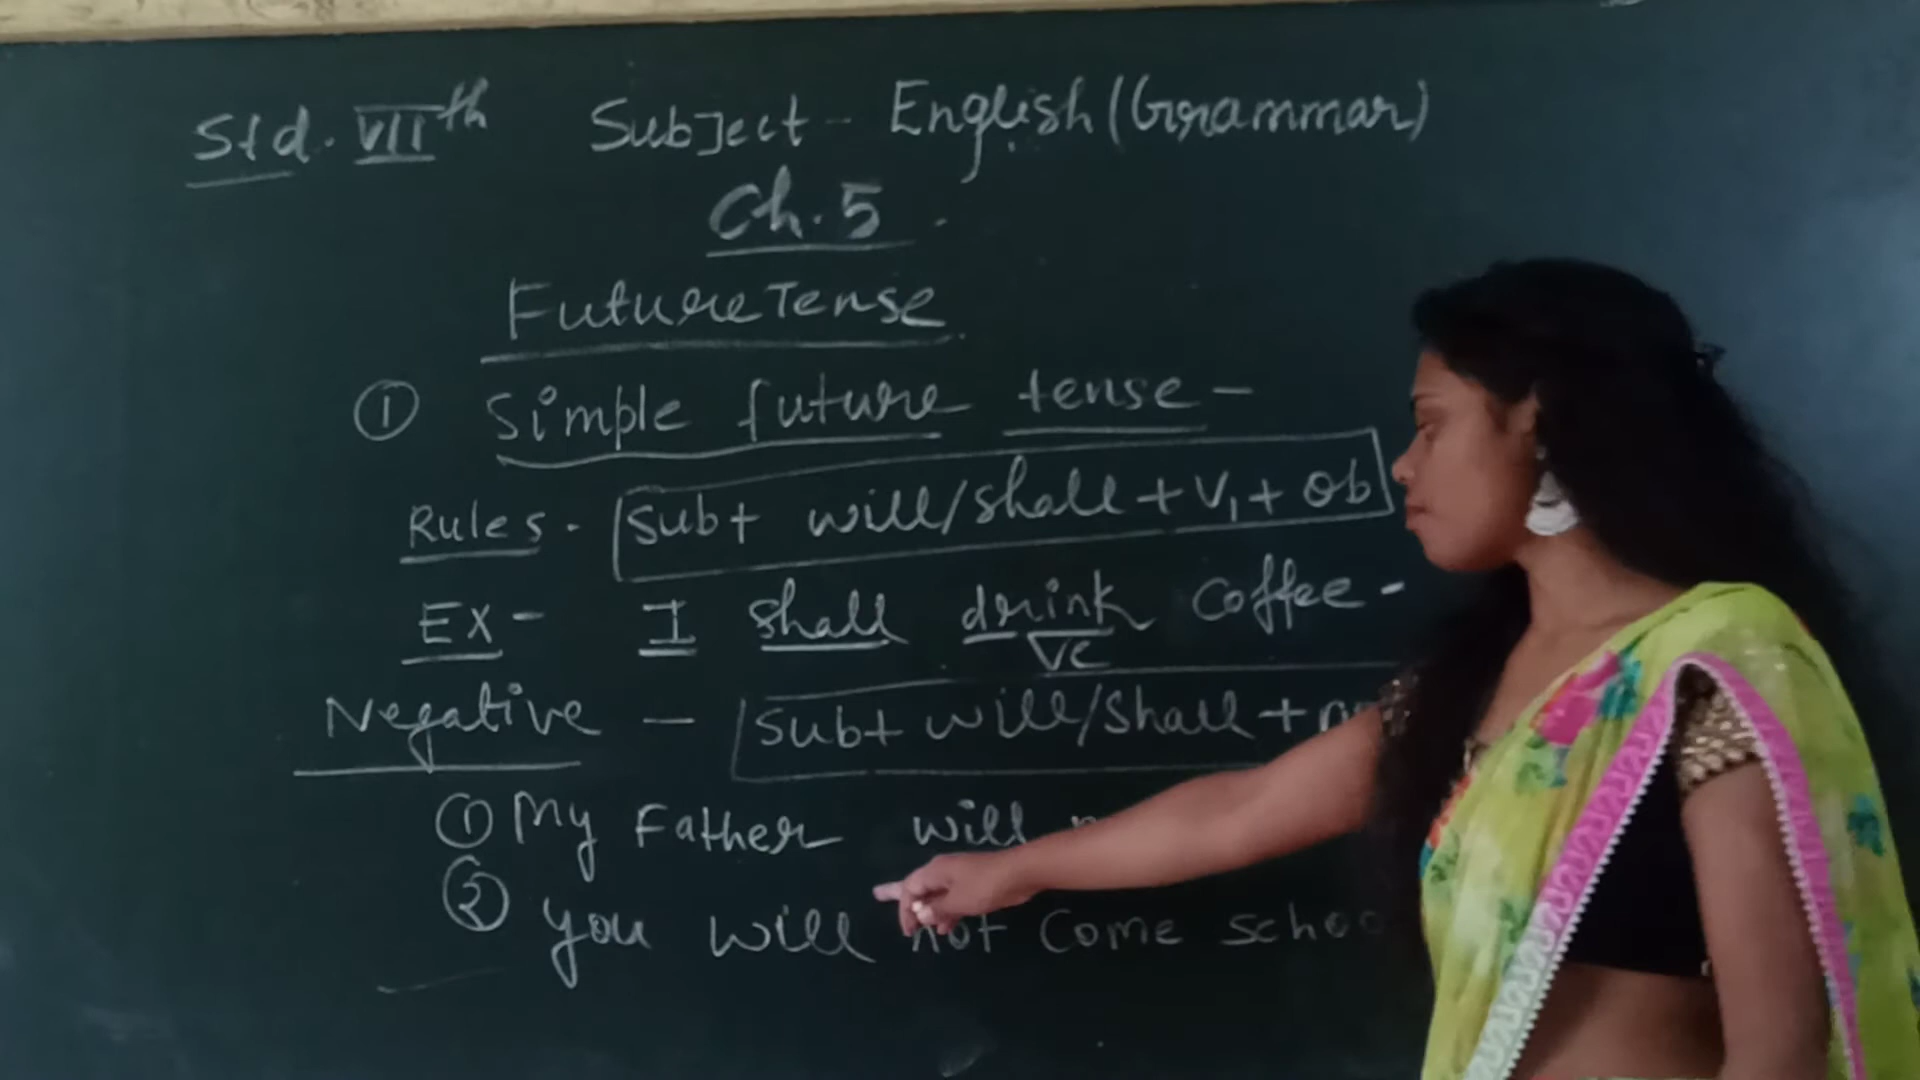 Std. VIIth Subject - English (Grammar)
Ch. 5
Future Tense
① Simple future tense -
Rules - Sub + will/shall + V1 + ob
Ex - I shall drink Coffee -
Negative - Sub + will/shall +
① My Father will
② you will not come